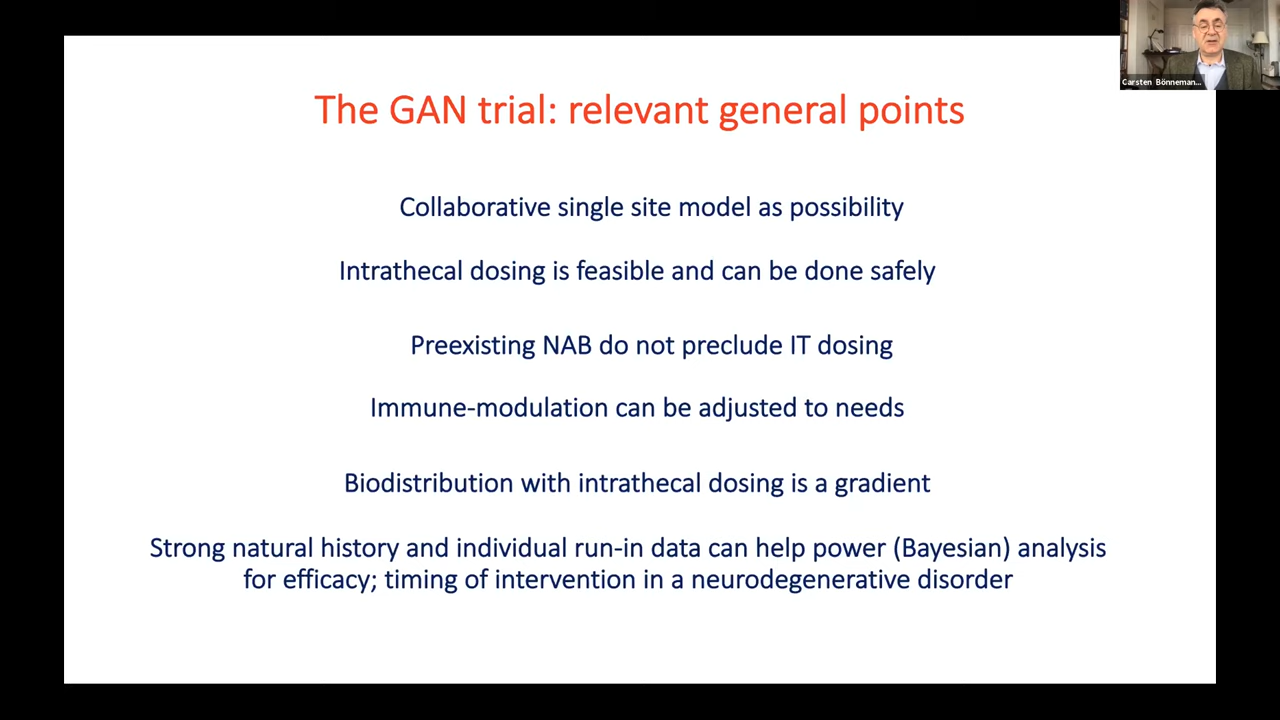 Carsten Bönneman...
The GAN trial: relevant general points
Collaborative single site model as possibility
Intrathecal dosing is feasible and can be done safely
Preexisting NAB do not preclude IT dosing
Immune-modulation can be adjusted to needs
Biodistribution with intrathecal dosing is a gradient
Strong natural history and individual run-in data can help power (Bayesian) analysis
for efficacy; timing of intervention in a neurodegenerative disorder